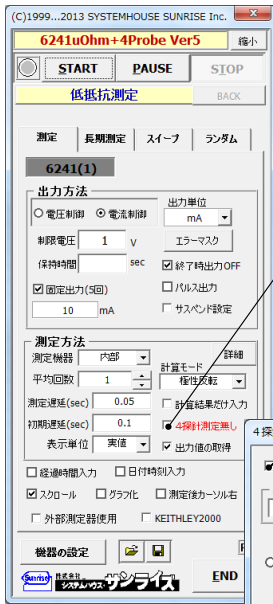 (C)1999...2013 SYSTEMHOUSE SUNRISE Inc.
6241uOhm+4Probe Ver5 縮小
START PAUSE STOP
低抵抗測定 BACK
測定 長期測定 スイープ ランダム
6241(1)
出力方法
出力単位
電圧制御 電流制御 mA
制限電圧 1 V エラーマスク
保持時間 sec 終了時出力OFF
固定出力(5回) パルス出力
10 mA サスペンド設定
測定方法
測定機器 内部 詳細
計算モード
平均回数 1 極性反転
測定遅延(sec) 0.05 計算結果だけ入力
初期遅延(sec) 0.1 4探針測定無し
表示単位 実値 出力値の取得
4探
経過時間入力 日付時刻入力
スクロール グラフ化 測定後カーソル右
外部測定器使用 KEITHLEY2000
機器の設定
Sunrise 株式会社 システムハウス・サンライズ END